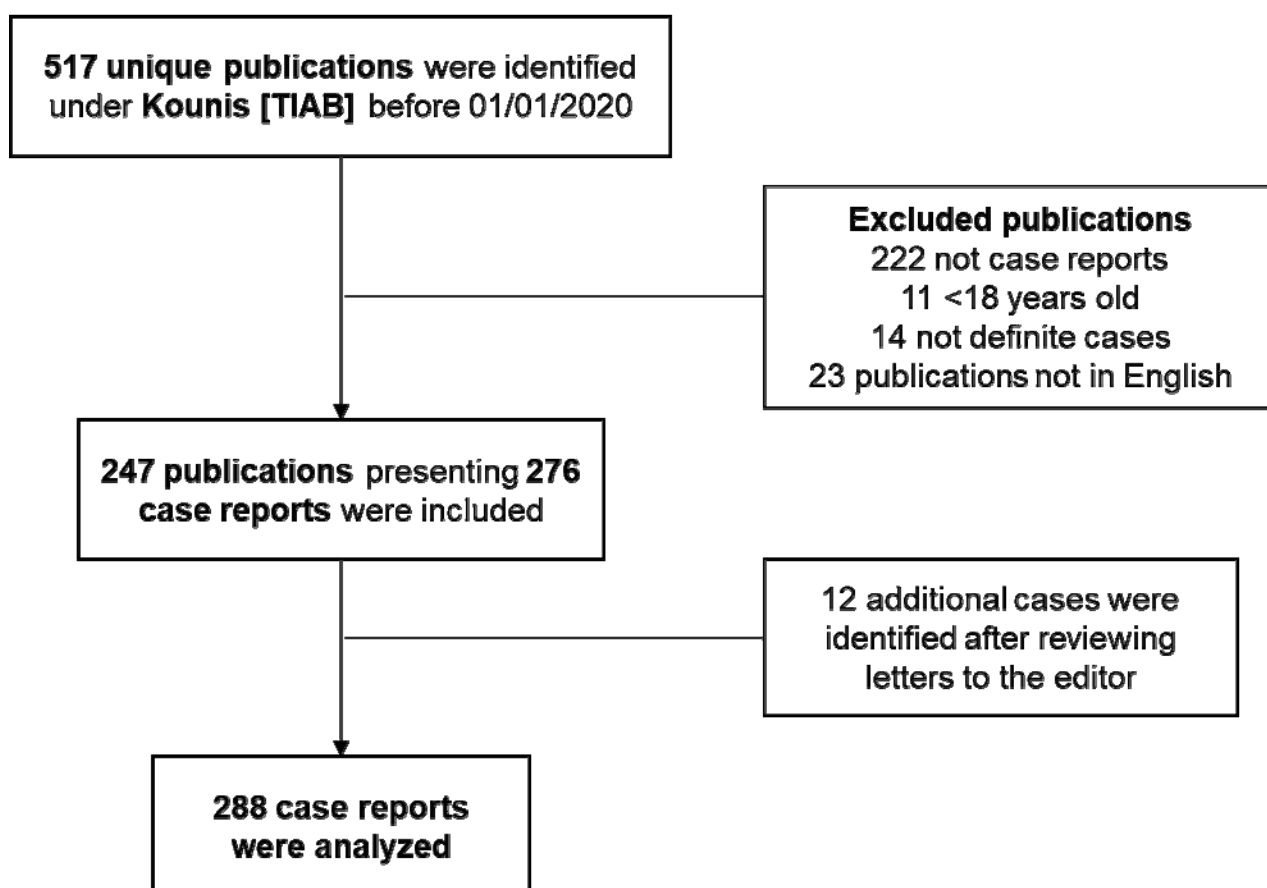 517 unique publications were identified
under Kounis [TIAB] before 01/01/2020
Excluded publications
222 not case reports
11 <18 years old
14 not definite cases
23 publications not in English
247 publications presenting 276
case reports were included
12 additional cases were
identified after reviewing
letters to the editor
288 case reports
were analyzed